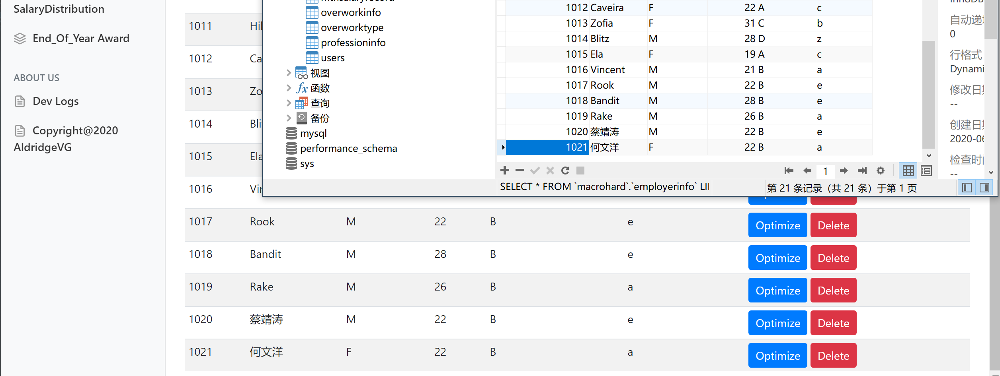 SalaryDistribution
End_Of_Year Award
ABOUT US
Dev Logs
Copyright@2020
AldridgeVG
overworkinfo
overworktype
professioninfo
users
视图
函数
查询
备份
mysql
performance_schema
sys
1012 Caveira F 22 A c
1013 Zofia F 31 C b
1014 Blitz M 28 D z
1015 Ela F 19 A c
1016 Vincent M 21 B a
1017 Rook M 22 B e
1018 Bandit M 28 B e
1019 Rake M 26 B a
1020 蔡靖涛 M 22 B e
1021 何文洋 F 22 B a
1
SELECT * FROM `macrohard`.`employerinfo` LI
第 21 条记录（共 21 条）于第 1 页
自动递
0
行格式
Dynami
修改日
--
创建日
2020-06
检查时
--
1011 Hi
1012 Ca
1013 Zo
1014 Bli
1015 Ela
1016 Vi
1017 Rook M 22 B e Optimize Delete
1018 Bandit M 28 B e Optimize Delete
1019 Rake M 26 B a Optimize Delete
1020 蔡靖涛 M 22 B e Optimize Delete
1021 何文洋 F 22 B a Optimize Delete